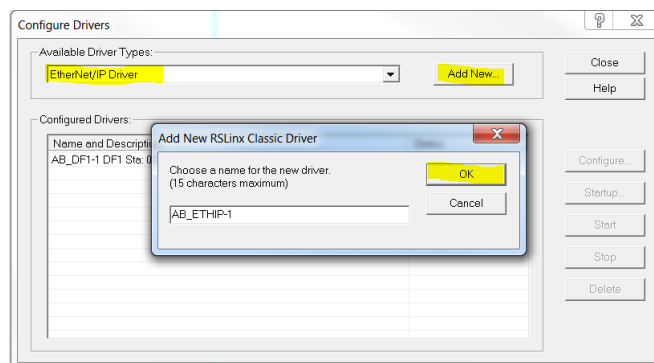 Configure Drivers
Available Driver Types:
EtherNet/IP Driver
Add New...
Close
Help
Configured Drivers:
Name and Descripti
AB_DF1-1 DF1 Sta: 0
Add New RSLinx Classic Driver
Choose a name for the new driver.
(15 characters maximum)
AB_ETHIP-1
OK
Cancel
Configure...
Startup...
Start
Stop
Delete